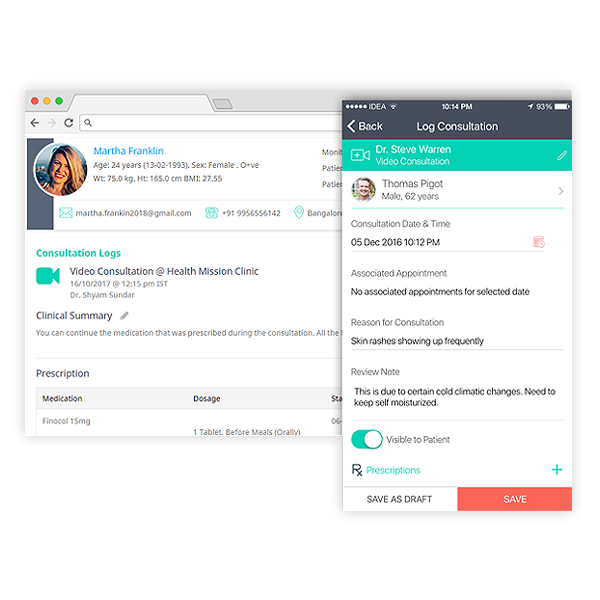 Martha Franklin
Age: 24 years (13-02-1993). Sex: Female . O+ve
Wt: 75.0 kg. Ht: 165.0 cm BMI: 27.55
Monit
Patie
Patie
martha.frankin2018@gmail.com
+91 9956556142
Bangalore
Consultation Logs
Video Consultation @ Health Mission Clinic
16/10/2017 @ 12:15 pm IST
Dr. Shyam Sundar
Clinical Summary
You can continue the medication that was prescribed during the consultation. All the
Prescription
Medication Dosage Sta
Finocol 15mg 06-
1 Tablet, Before Meals (Orally)
IDEA 10:14 PM 93%
Back Log Consultation
Dr. Steve Warren
Video Consultation
Thomas Pigot
Male, 62 years
Consultation Date & Time
05 Dec 2016 10:12 PM
Associated Appointment
No associated appointments for selected date
Reason for Consultation
Skin rashes showing up frequently
Review Note
This is due to certain cold climatic changes. Need to
keep self moisturized.
Visible to Patient
Rx Prescriptions +
SAVE AS DRAFT SAVE